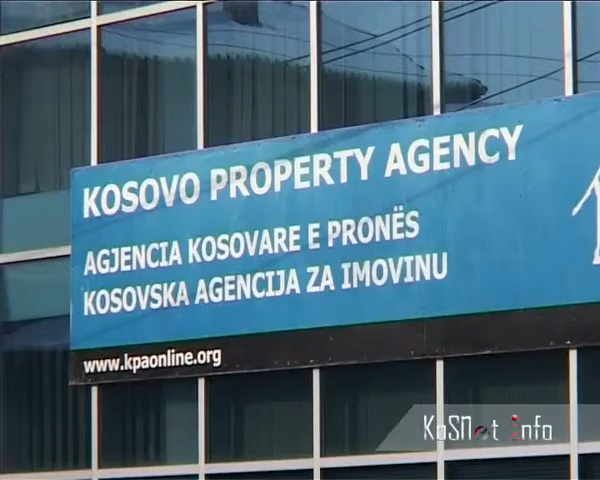 KOSOVO PROPERTY AGENCY
AGJENCIA KOSOVARE E PRONËS
KOSOVSKA AGENCIJA ZA IMOVINU
www.kpaonline.org
KoSNet info